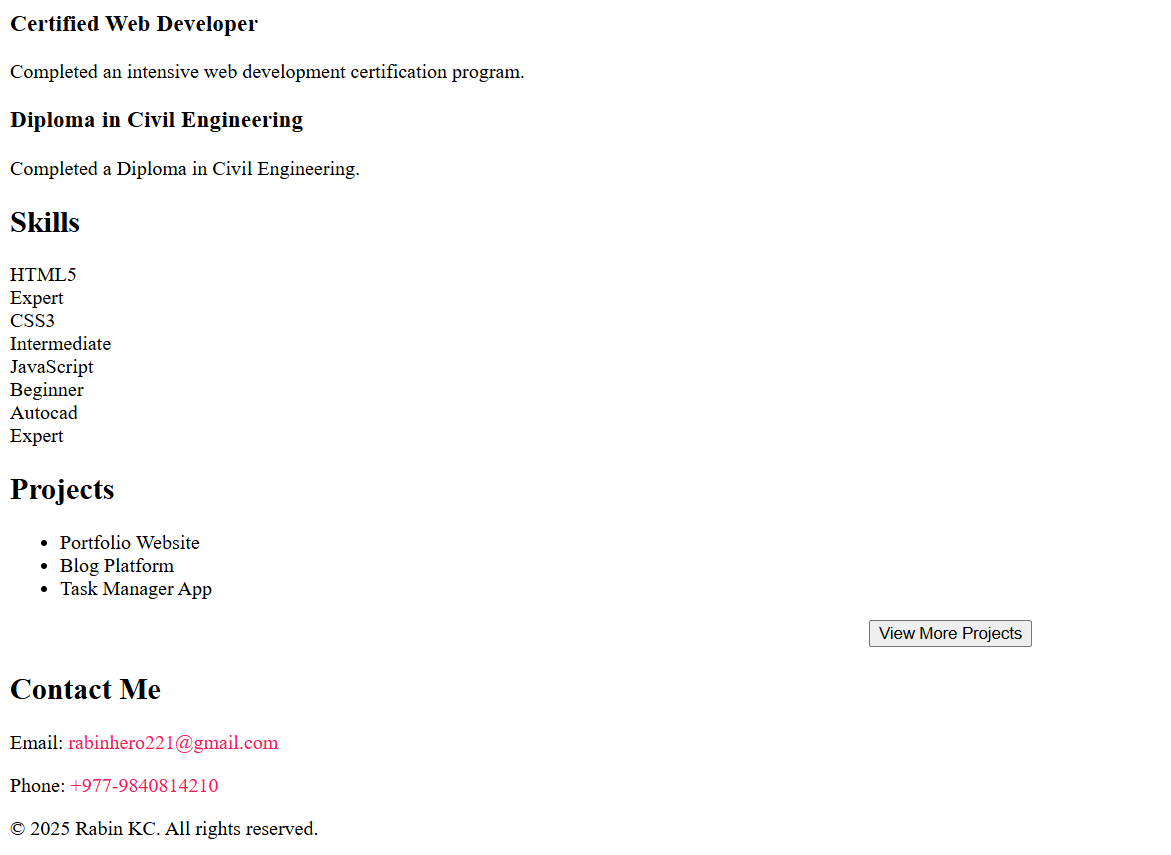 Certified Web Developer
Completed an intensive web development certification program.
Diploma in Civil Engineering
Completed a Diploma in Civil Engineering.
Skills
HTML5
Expert
CSS3
Intermediate
JavaScript
Beginner
Autocad
Expert
Projects
• Portfolio Website
• Blog Platform
• Task Manager App
View More Projects
Contact Me
Email: rabinhero221@gmail.com
Phone: +977-9840814210
© 2025 Rabin KC. All rights reserved.